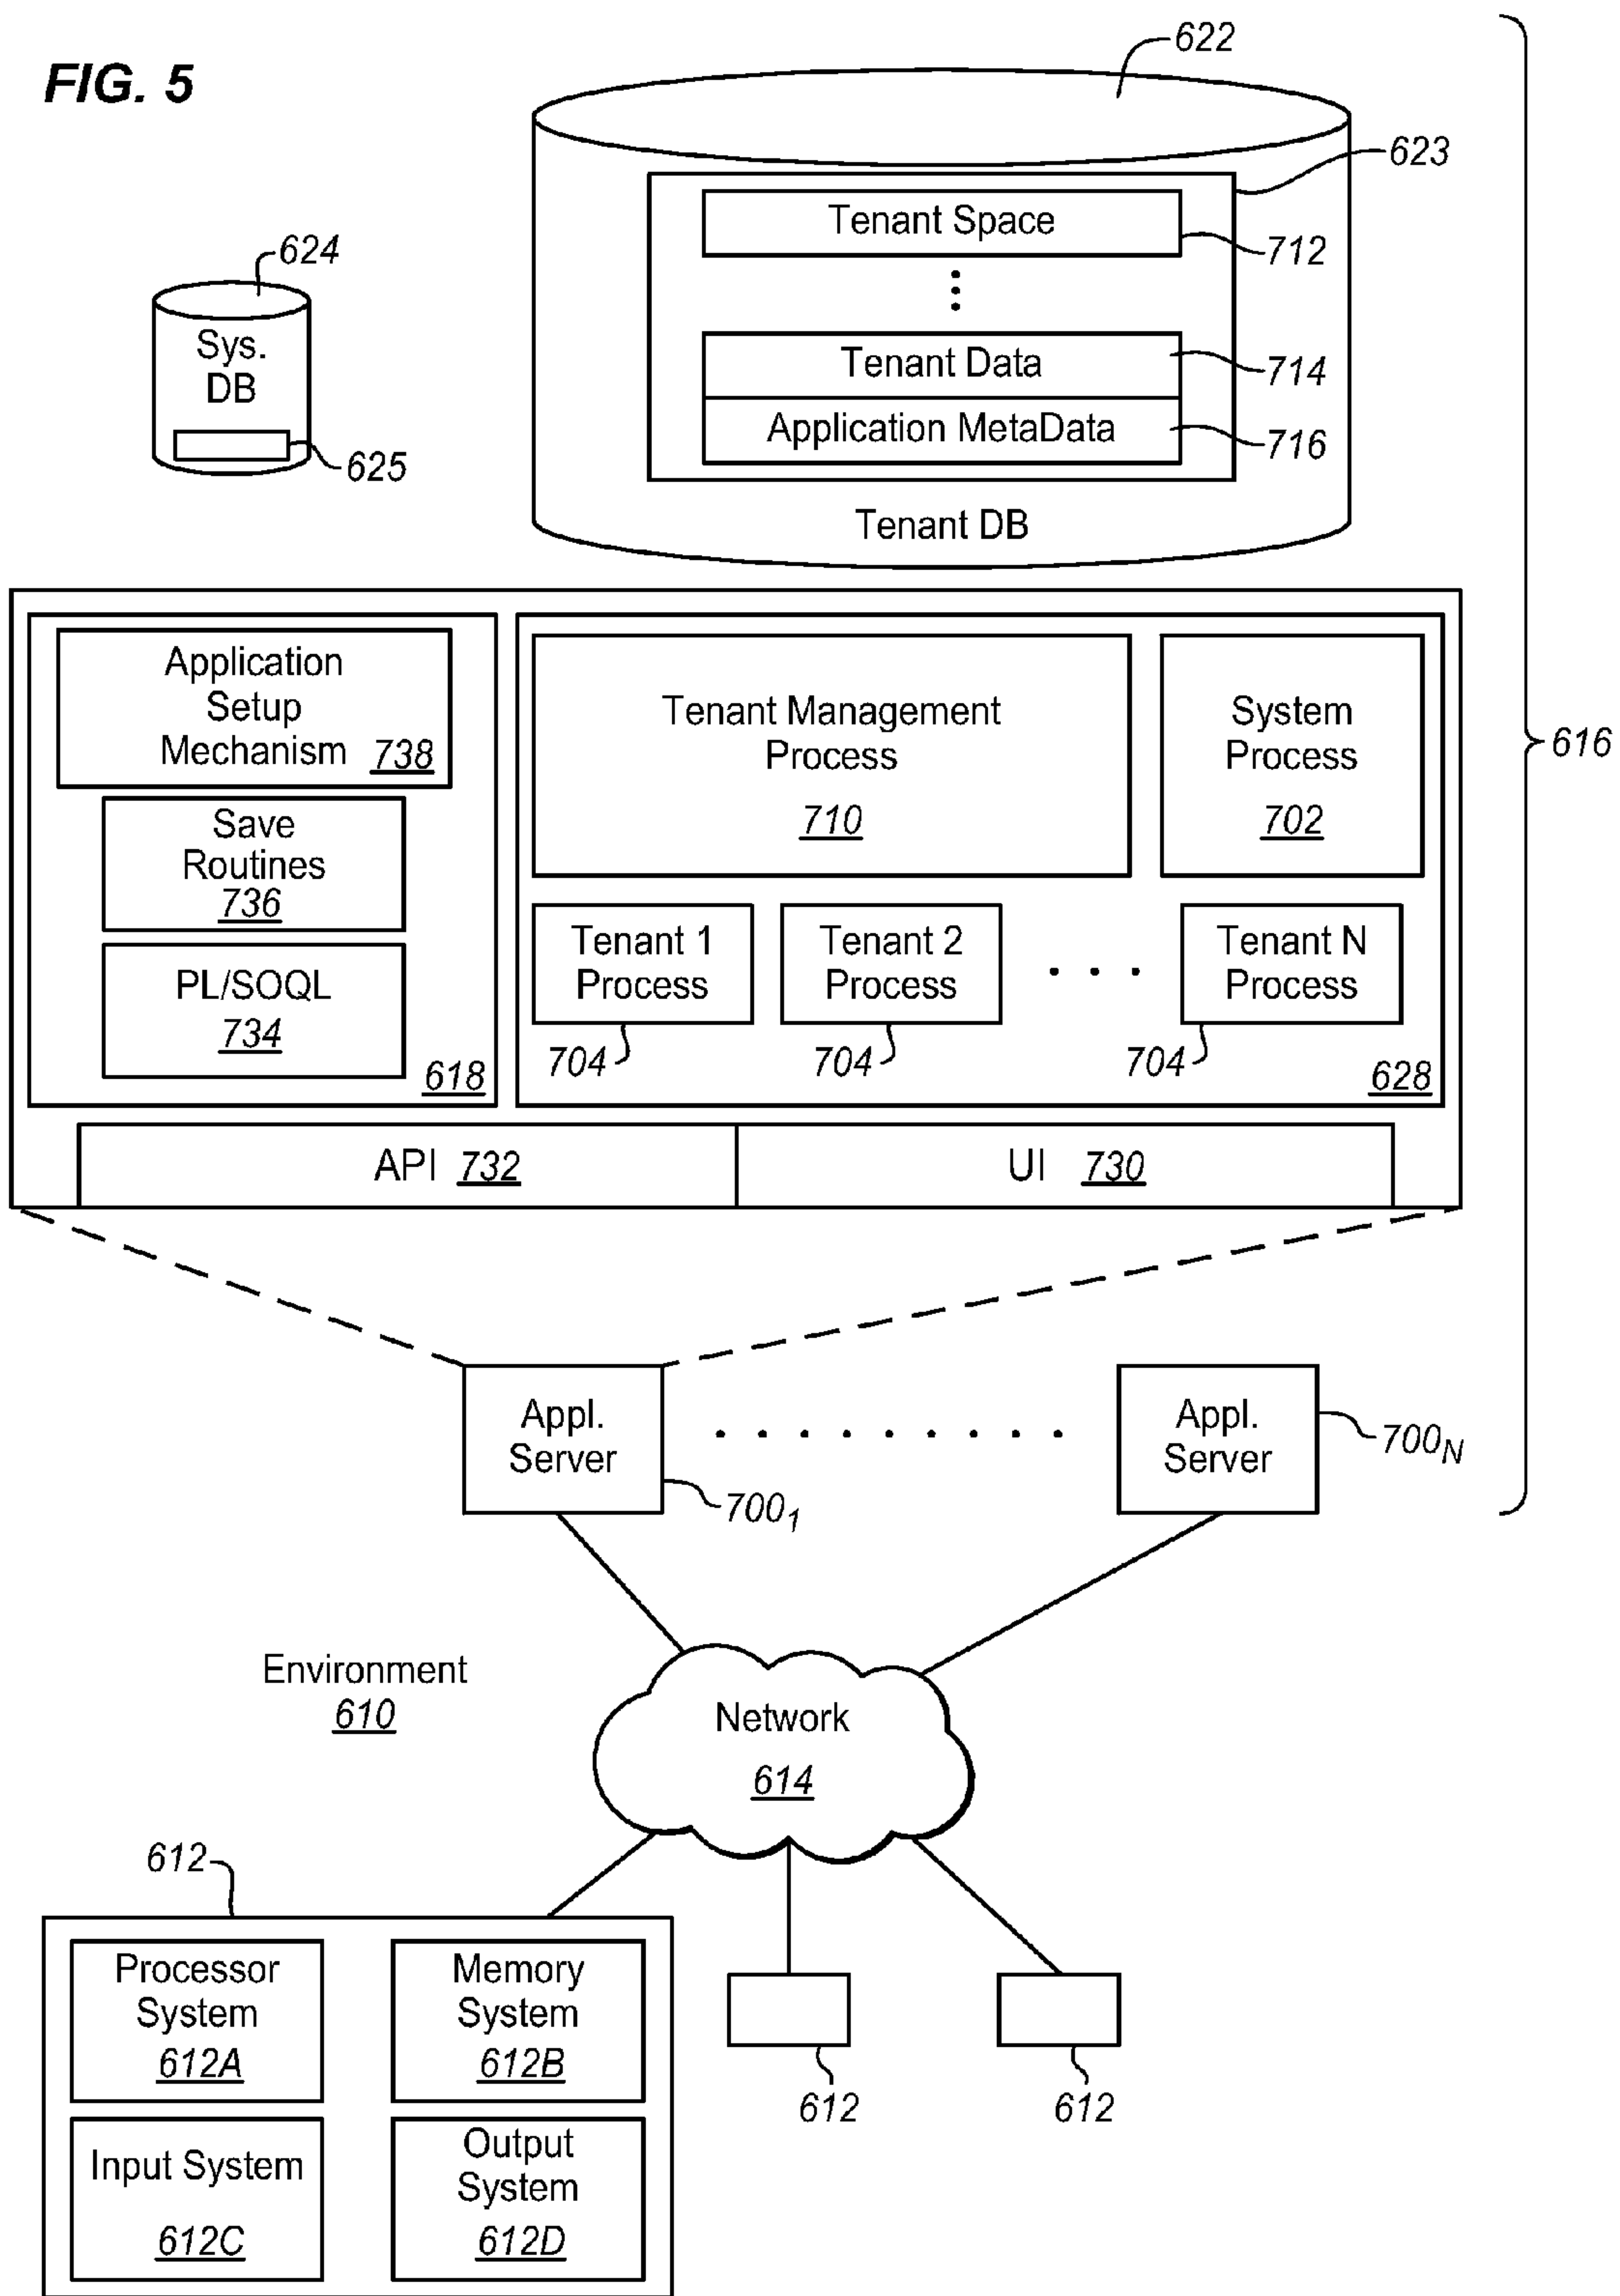 FIG. 5
622
623
Tenant Space
712
624
Sys.
DB
Tenant Data
714
Application MetaData
716
625
Tenant DB
Application
Setup
Mechanism 738
Tenant Management
Process
710
System
Process
702
616
Save
Routines
736
Tenant 1
Process
Tenant 2
Process
Tenant N
Process
PL/SOQL
734
704
704
704
618
628
API 732
UI 730
Appl.
Server
Appl.
Server
700N
7001
Environment
610
Network
614
612
Processor
System
612A
Memory
System
612B
612
612
Input System
612C
Output
System
612D